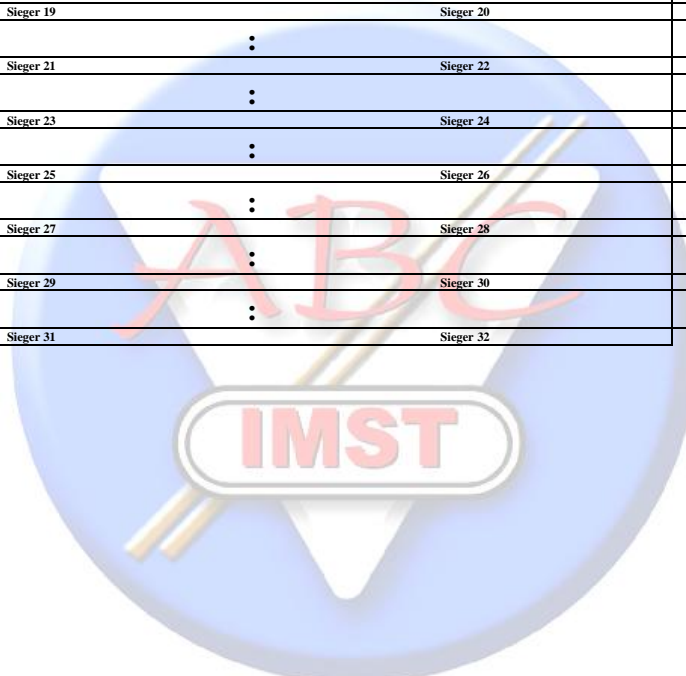 Sieger 19 Sieger 20
:
Sieger 21 Sieger 22
:
Sieger 23 Sieger 24
:
Sieger 25 Sieger 26
:
Sieger 27 Sieger 28
:
Sieger 29 Sieger 30
:
Sieger 31 Sieger 32
ABC
IMST